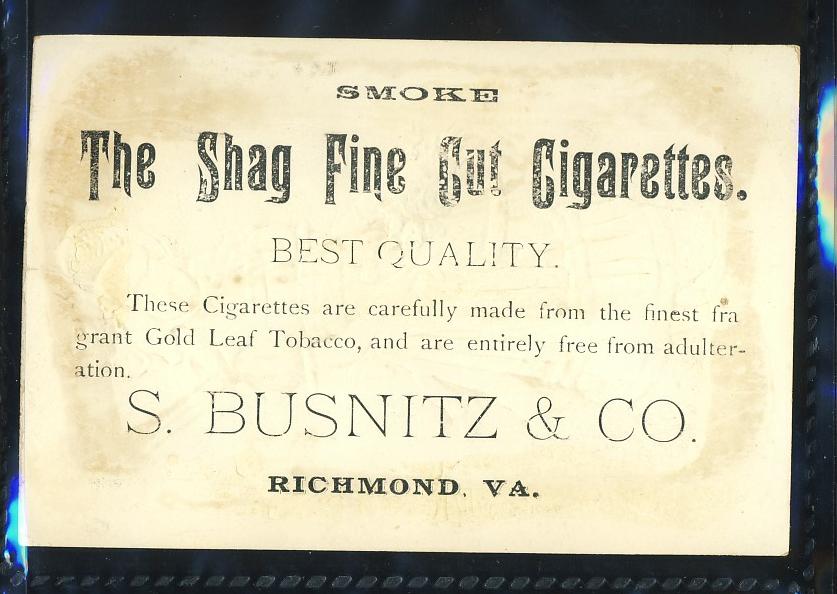 SMOKE
The Shag Fine Cut Cigarettes.
BEST QUALITY.
These Cigarettes are carefully made from the finest fra
grant Gold Leaf Tobacco, and are entirely free from adulter-
ation.
S. BUSNITZ & CO.
RICHMOND, VA.